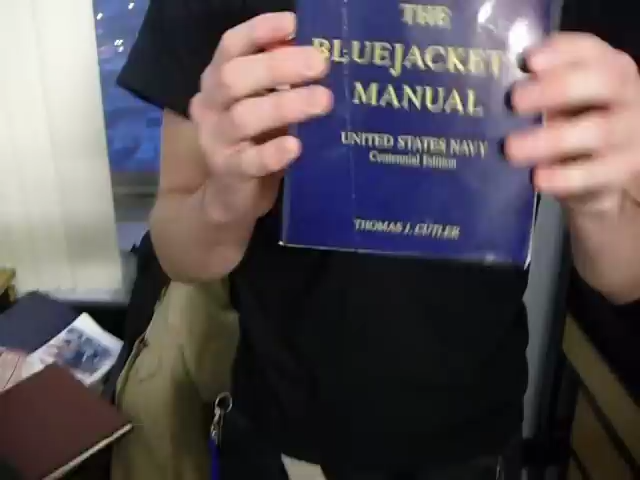 THE
BLUEJACKET
MANUAL
UNITED STATES NAVY
Centennial Edition
THOMAS J. CUTLER